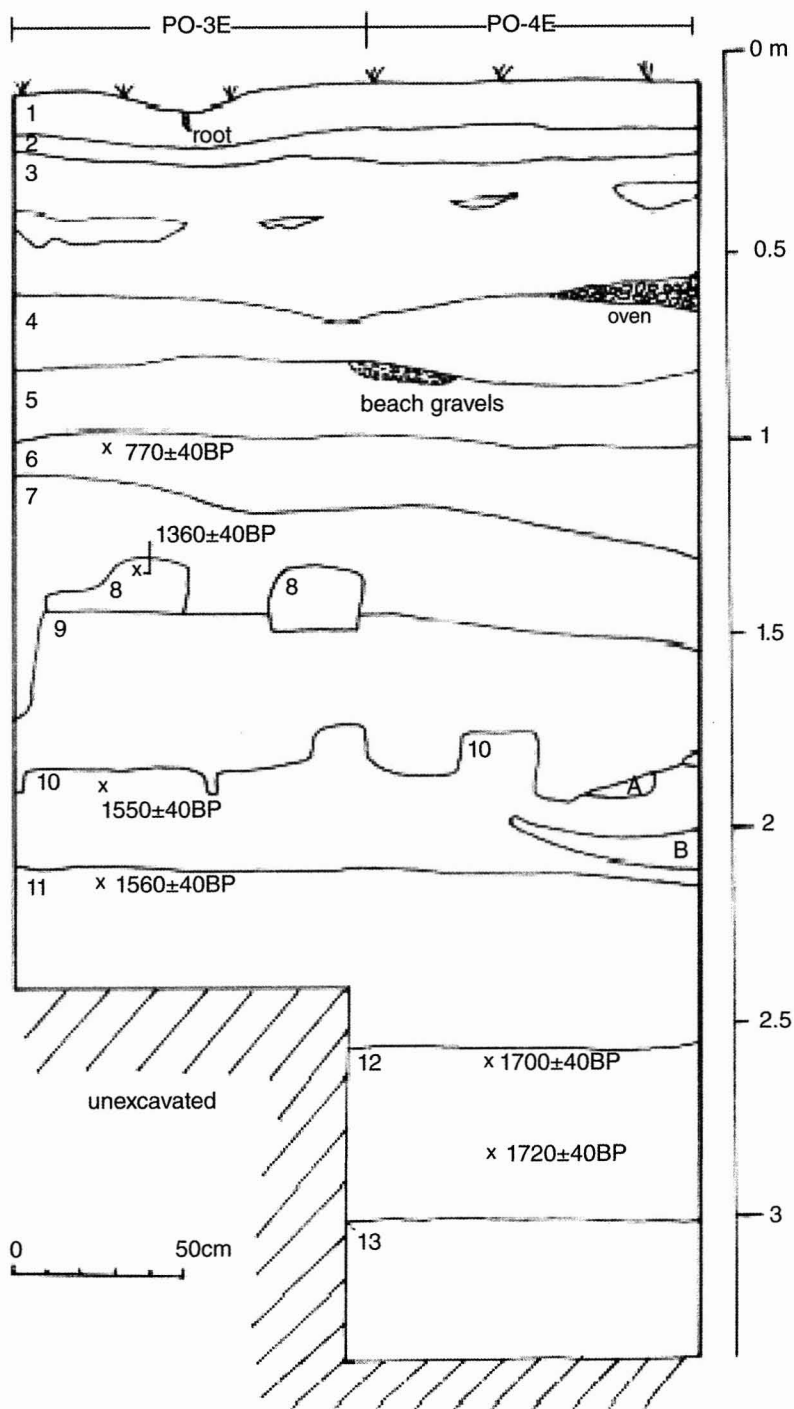 PO-3E PO-4E
0 m
1
root
2
3
0.5
4
oven
5
beach gravels
1
6
x 770±40BP
7
1360±40BP
x
8
8
9
1.5
10
10
x
1550±40BP
A
2
B
11
x 1560±40BP
2.5
12
x 1700±40BP
unexcavated
x 1720±40BP
3
13
0 50cm